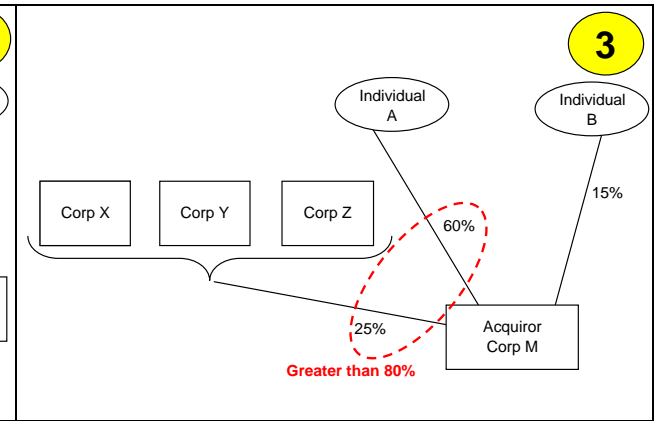 3
Individual
A
Individual
B
Corp X
Corp Y
Corp Z
15%
60%
25%
Acquiror
Corp M
Greater than 80%